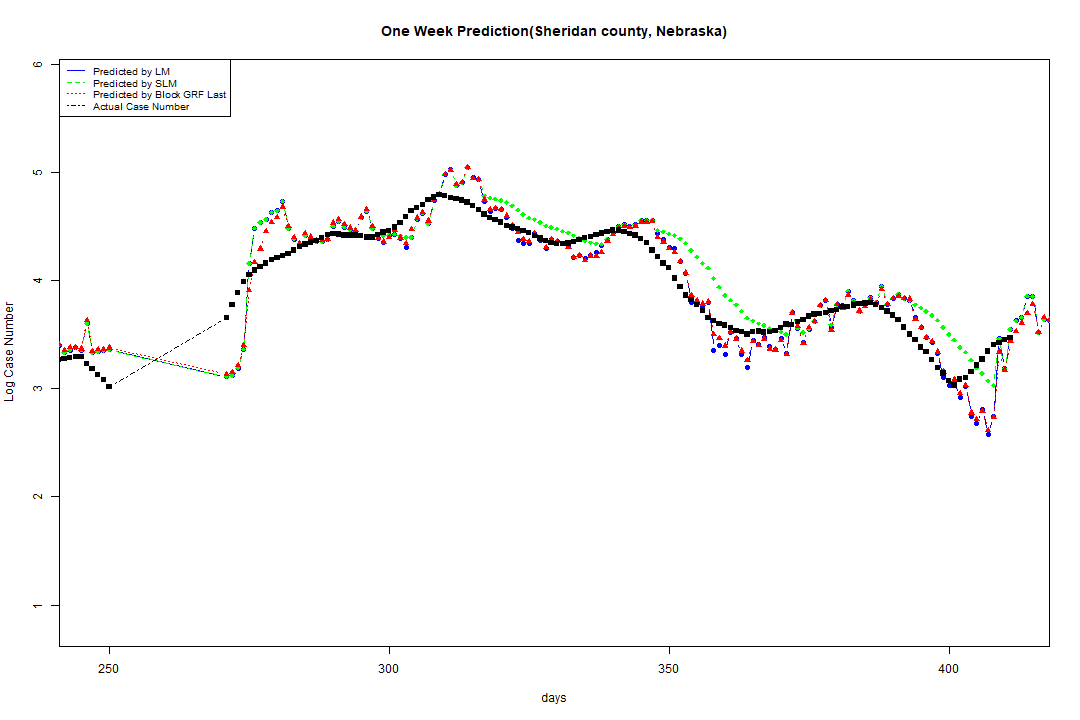 One Week Prediction(Sheridan county, Nebraska)
Predicted by LM
Predicted by SLM
Predicted by Block GRF Last
Actual Case Number
Log Case Number
6
5
4
3
2
1
250
300
350
400
days